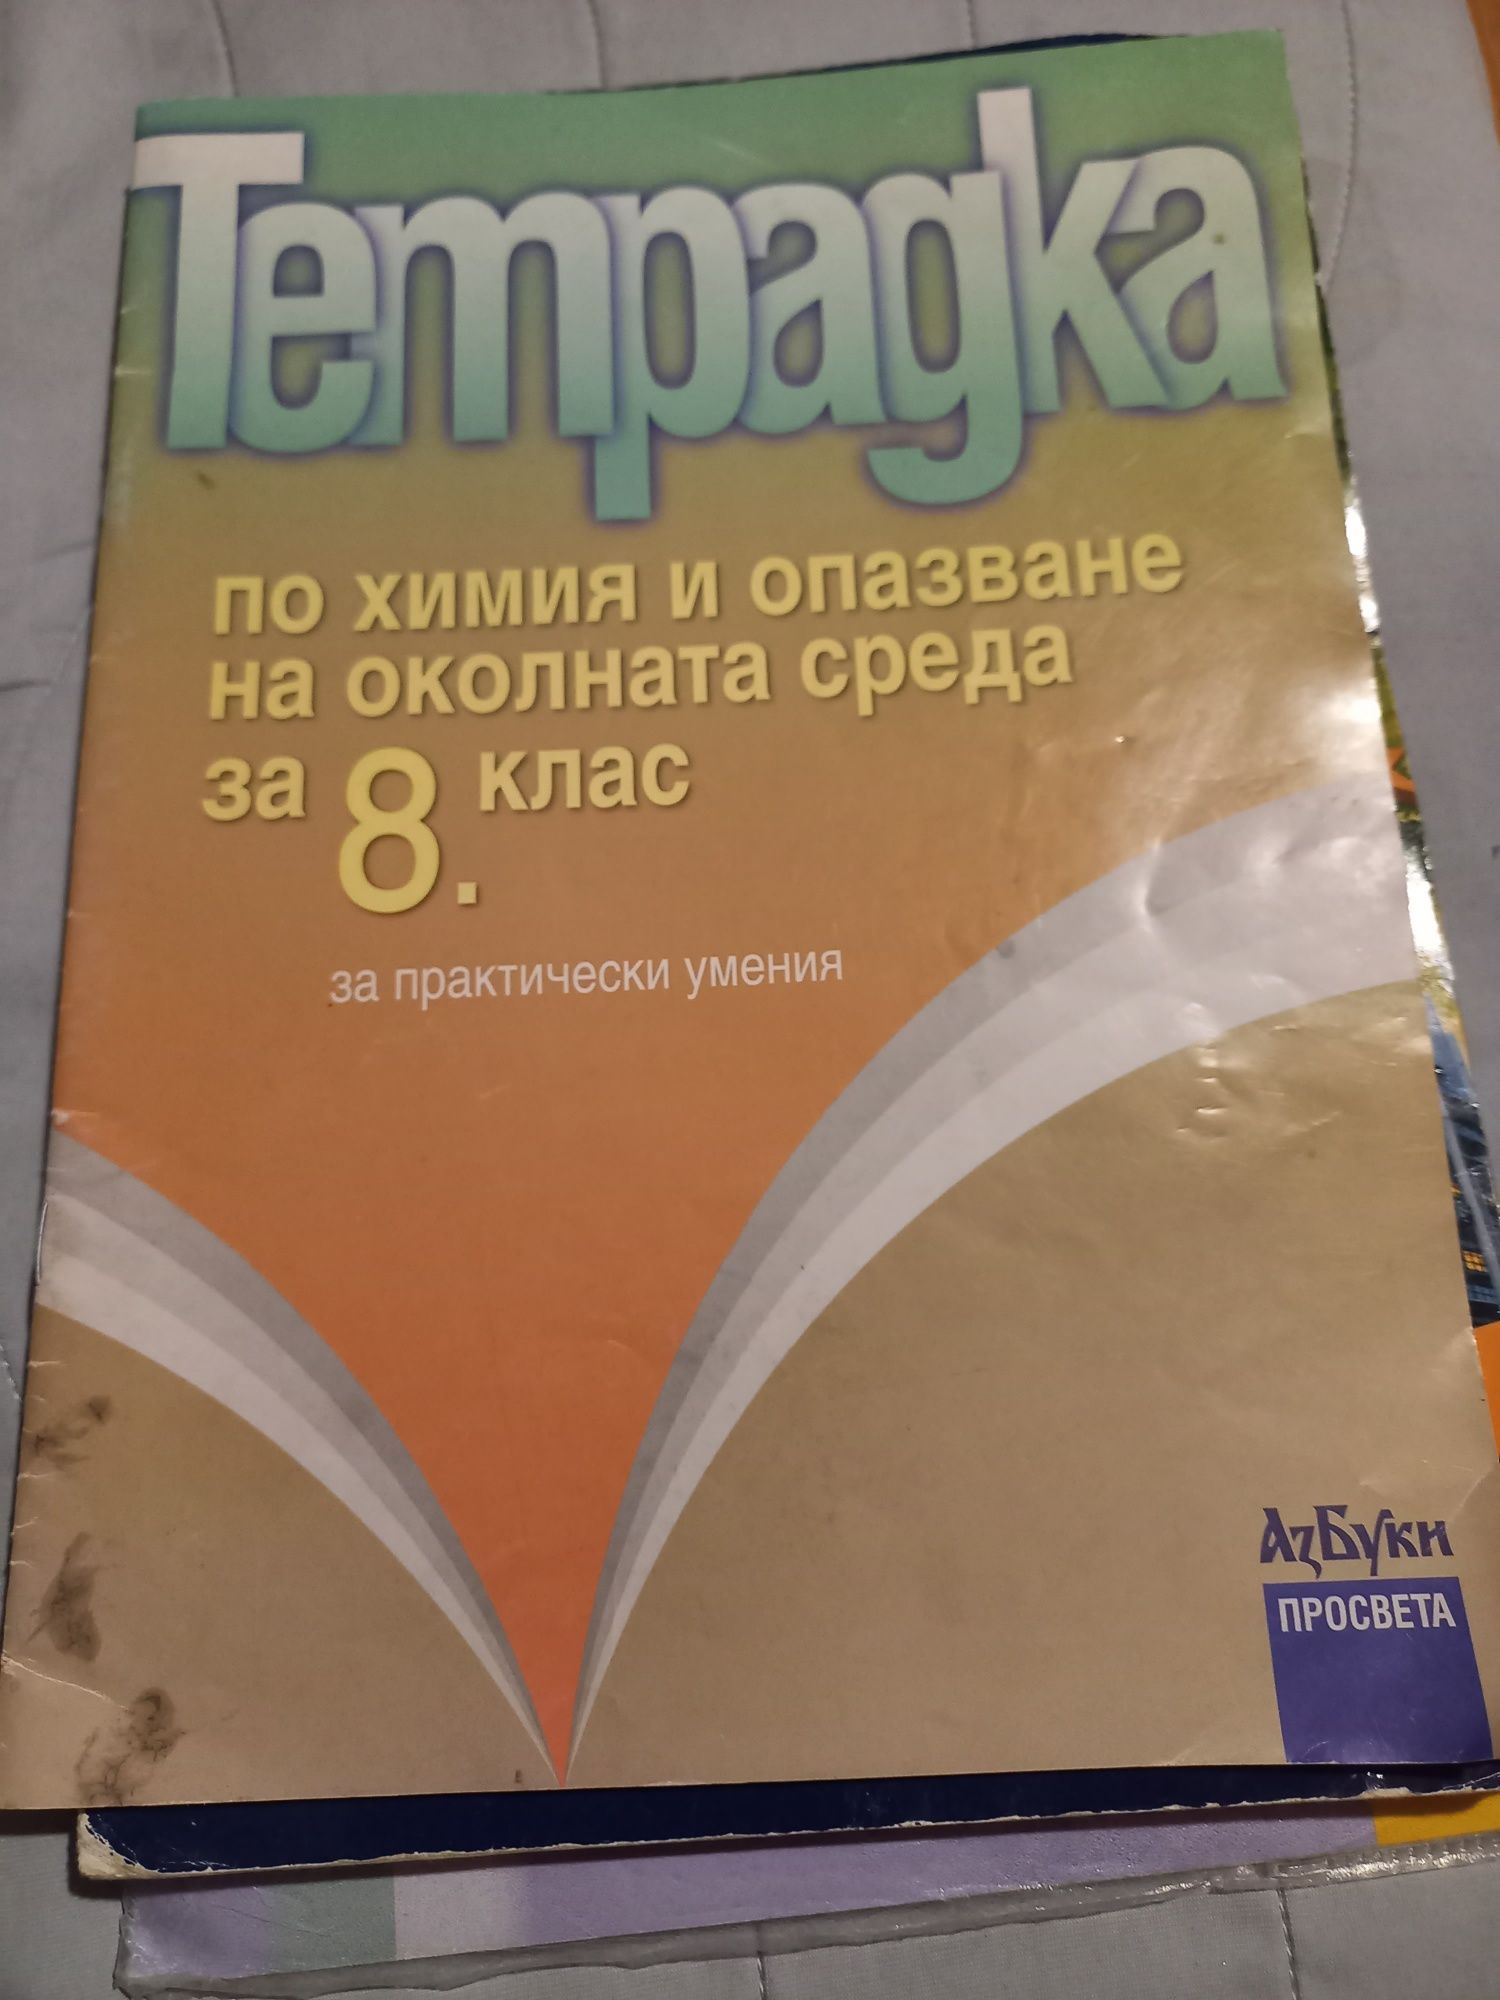 Тетрадка
по химия и опазване
на околната среда
за 8. клас
за практически умения
АзБуки
ПРОСВЕТА